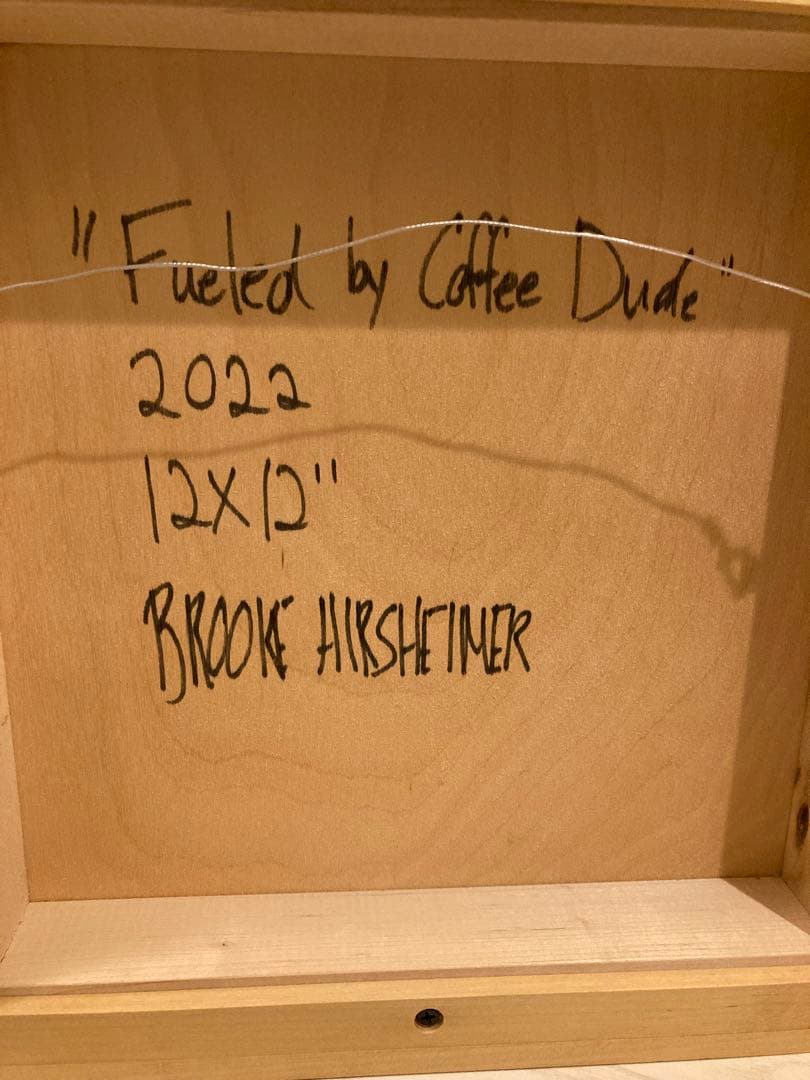 "Fueled by Coffee Dude"
2022
12X12"
BROOKE HIRSHEIMER